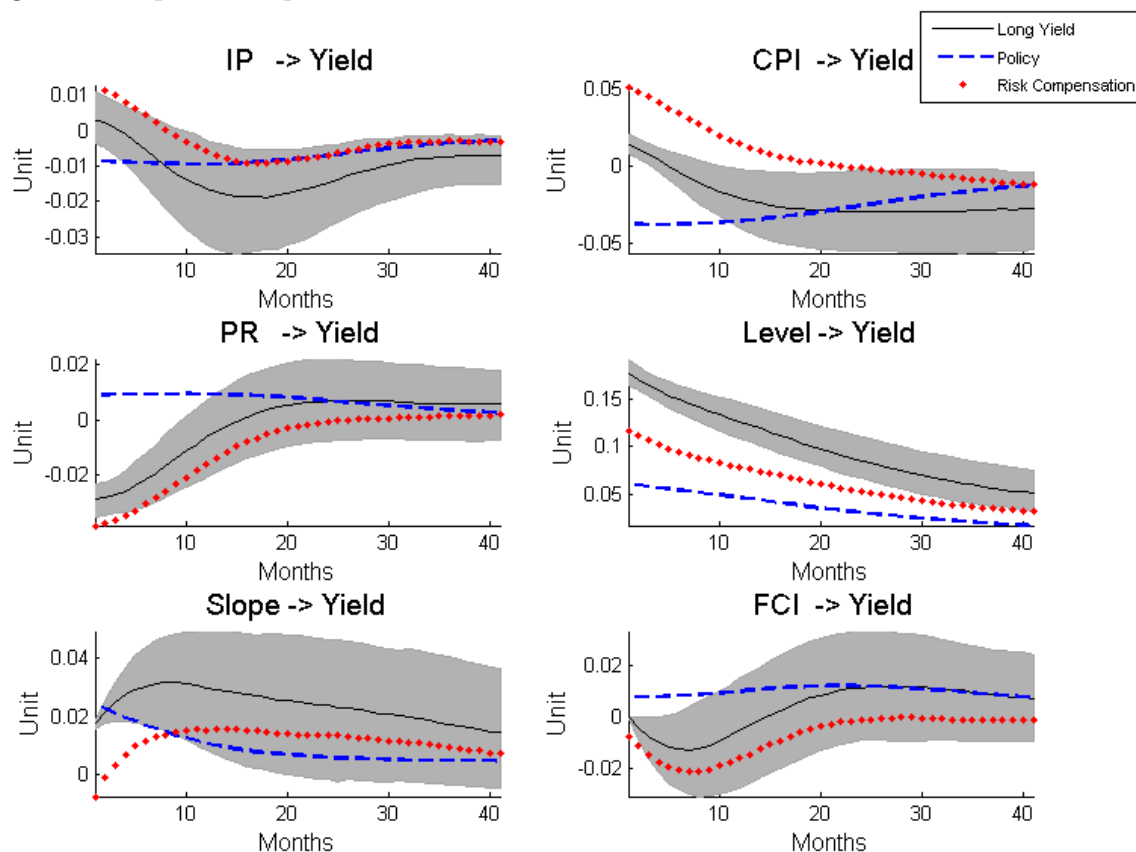 Long Yield
Policy
Risk Compensation
IP -> Yield
CPI -> Yield
0.01
0
-0.01
-0.02
-0.03
Unit
10 20 30 40
Months
0.05
0
-0.05
Unit
10 20 30 40
Months
PR -> Yield
Level -> Yield
0.02
0
-0.02
Unit
10 20 30 40
Months
0.15
0.1
0.05
Unit
10 20 30 40
Months
Slope -> Yield
FCI -> Yield
0.04
0.02
0
Unit
10 20 30 40
Months
0.02
0
-0.02
Unit
10 20 30 40
Months